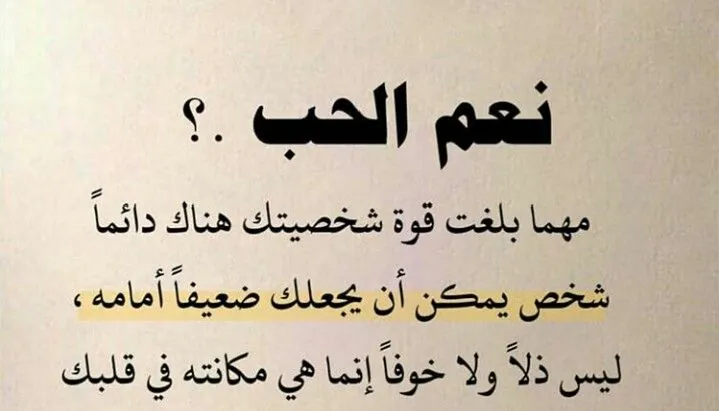 نعم الحب .؟
مهما بلغت قوة شخصيتك هناك دائماً
شخص يمكن أن يجعلك ضعيفاً أمامه ،
ليس ذلاً ولا خوفاً إنما هي مكانته في قلبك